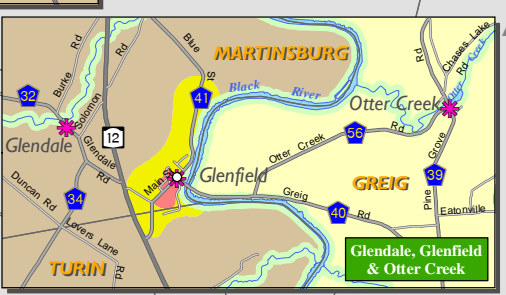 Burke Rd
Rd
Blue
St
MARTINSBURG
Rd
Chases Lake
Rd
Otter Creek
32
Solomon
41
Black River
Otter Creek
12
56
Otter Creek Rd
Glendale
Glendale
Rd
Main St
Glenfield
Grove
GREIG
39
Duncan Rd
34
Greig
40
Rd
Pine
Eatonville
Lovers Lane
TURIN
Rd
Glendale, Glenfield
& Otter Creek